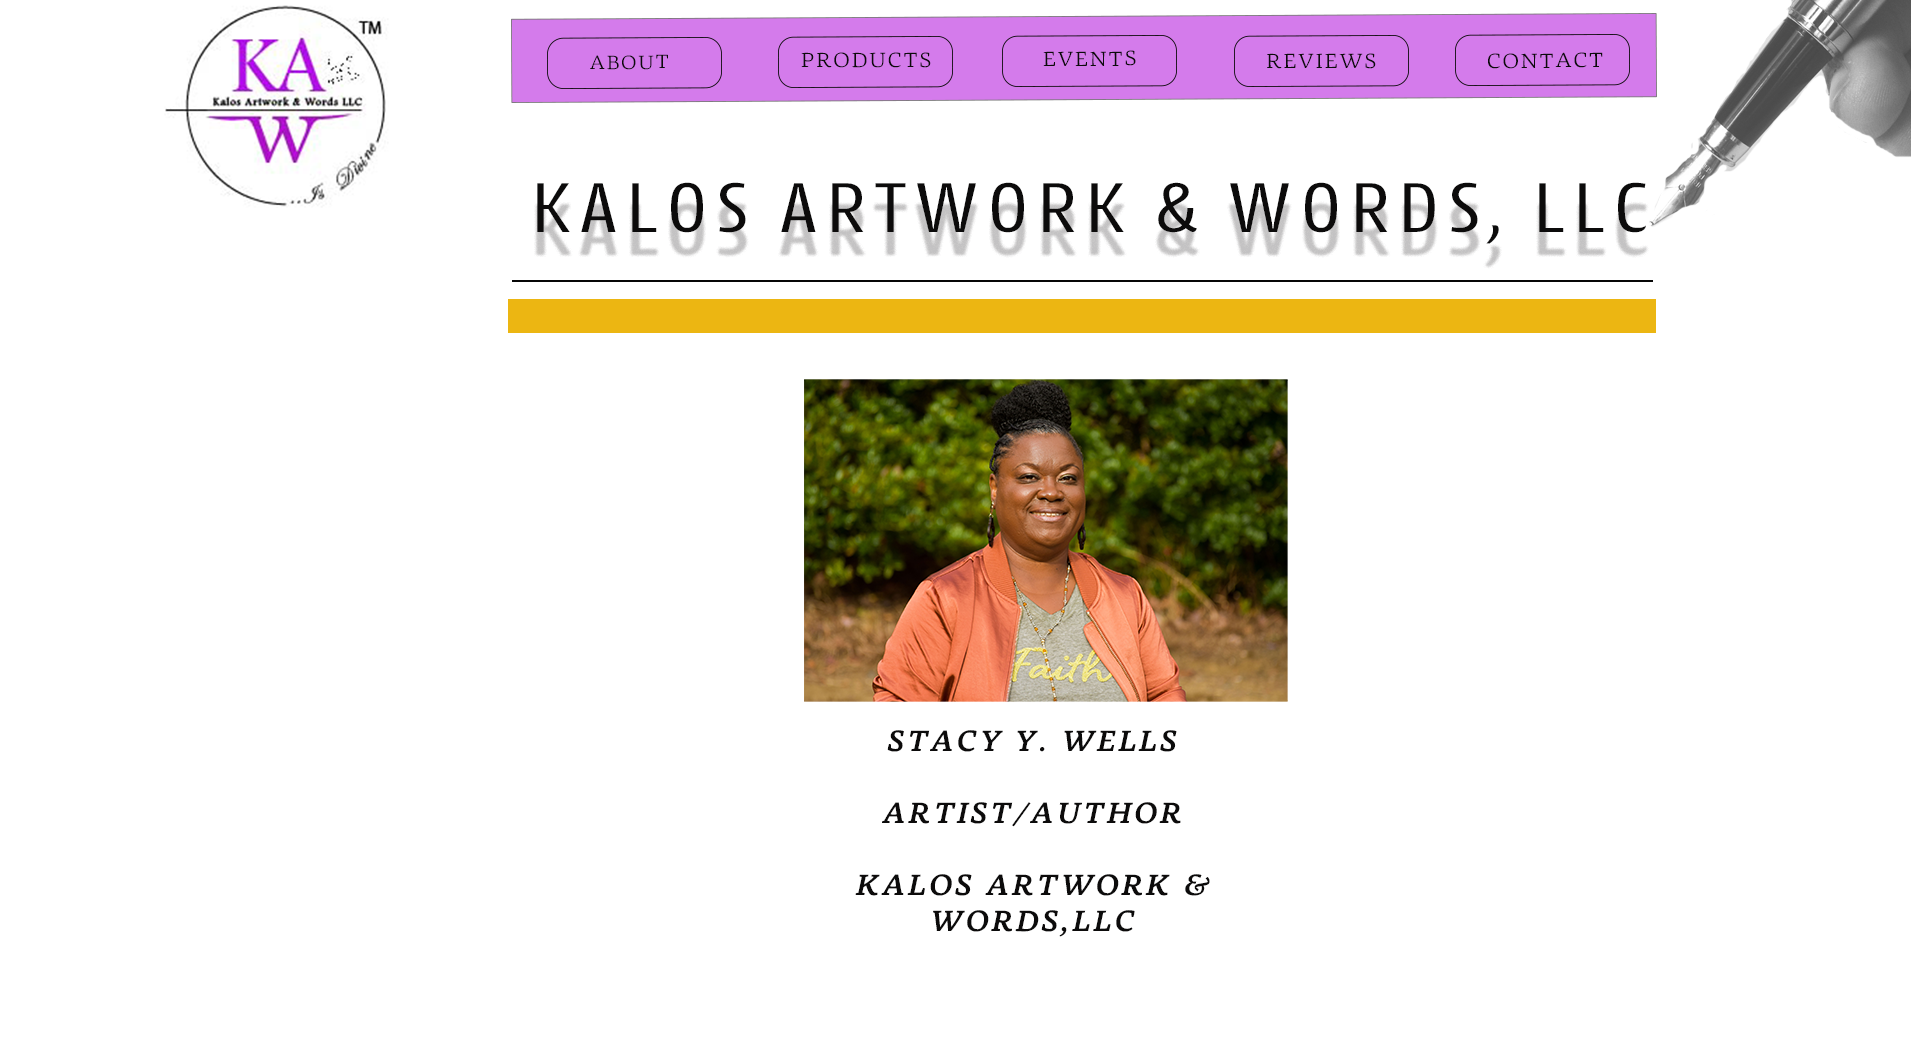 TM
KA
Kalos Artwork & Words LLC
W
..Is Divine
ABOUT
PRODUCTS
EVENTS
REVIEWS
CONTACT
KALOS ARTWORK & WORDS, LLC
Faith
STACY Y. WELLS
ARTIST/AUTHOR
KALOS ARTWORK &
WORDS,LLC